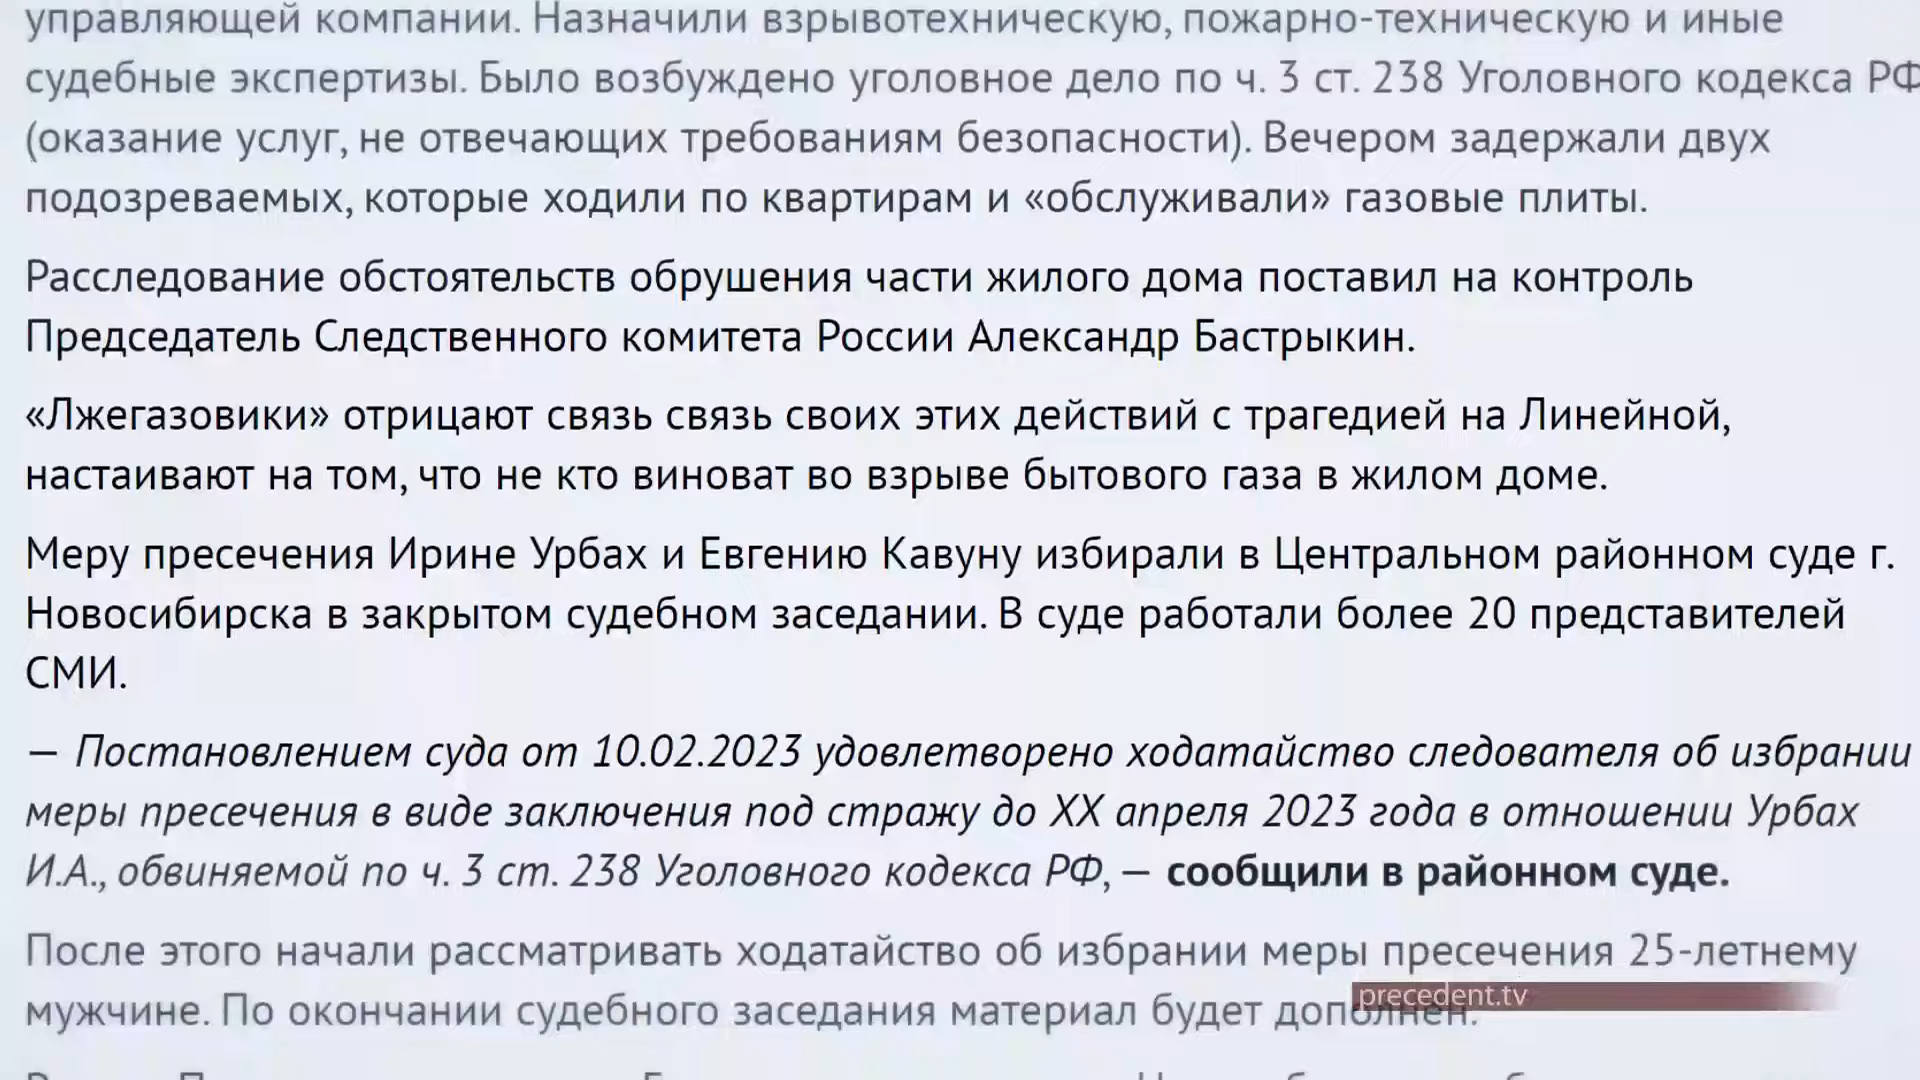 управляющей компании. Назначили взрывотехническую, пожарно-техническую и иные
судебные экспертизы. Было возбуждено уголовное дело по ч. 3 ст. 238 Уголовного кодекса РФ
(оказание услуг, не отвечающих требованиям безопасности). Вечером задержали двух
подозреваемых, которые ходили по квартирам и «обслуживали» газовые плиты.
Расследование обстоятельств обрушения части жилого дома поставил на контроль
Председатель Следственного комитета России Александр Бастрыкин.
«Лжегазовики» отрицают связь связь своих этих действий с трагедией на Линейной,
настаивают на том, что не кто виноват во взрыве бытового газа в жилом доме.
Меру пресечения Ирине Урбах и Евгению Кавуну избирали в Центральном районном суде г.
Новосибирска в закрытом судебном заседании. В суде работали более 20 представителей
СМИ.
— Постановлением суда от 10.02.2023 удовлетворено ходатайство следователя об избрании
меры пресечения в виде заключения под стражу до XX апреля 2023 года в отношении Урбах
И.А., обвиняемой по ч. 3 ст. 238 Уголовного кодекса РФ, — сообщили в районном суде.
После этого начали рассматривать ходатайство об избрании меры пресечения 25-летнему
мужчине. По окончании судебного заседания материал будет дополнен.
precedent.tv